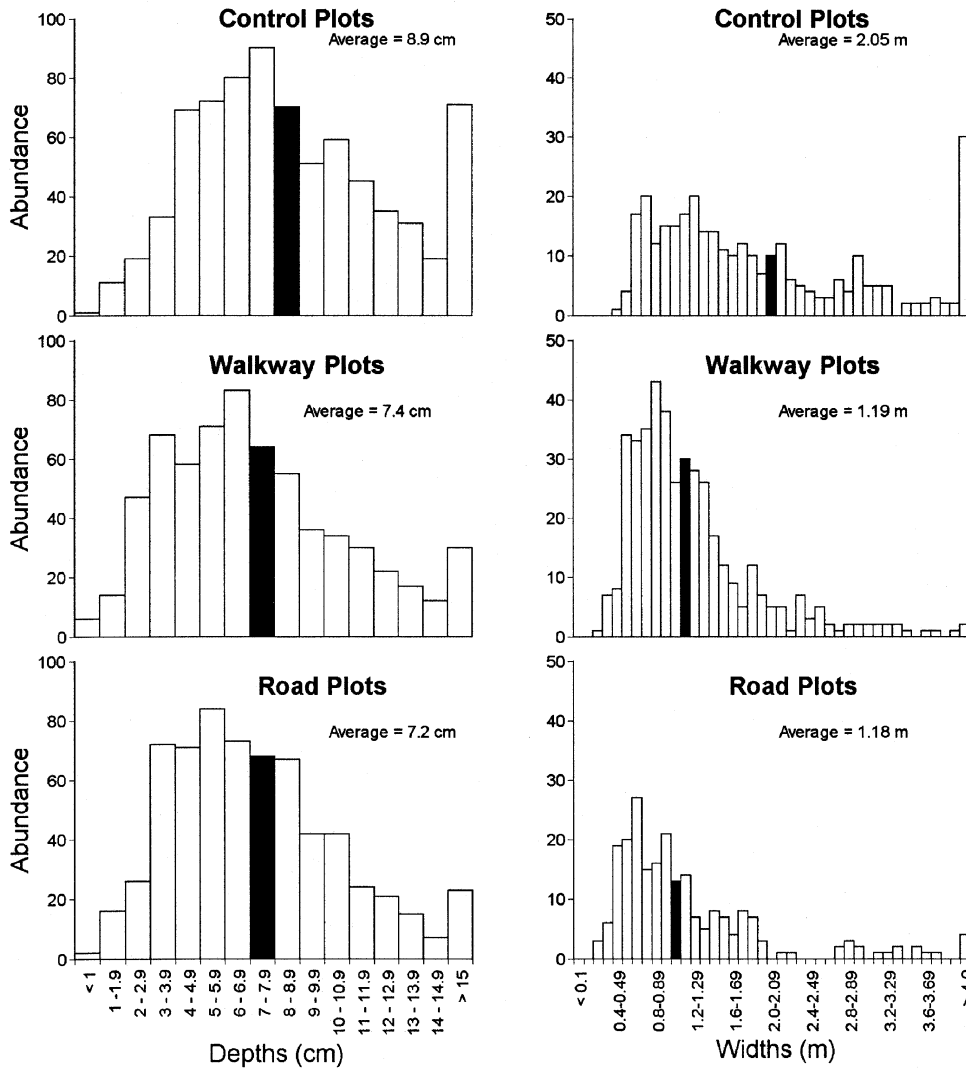 Control Plots
Average = 8.9 cm
100
80
60
40
20
0
Abundance
Control Plots
Average = 2.05 m
50
40
30
20
10
0
Walkway Plots
Average = 7.4 cm
100
80
60
40
20
0
Abundance
Walkway Plots
Average = 1.19 m
50
40
30
20
10
0
Road Plots
Average = 7.2 cm
100
80
60
40
20
0
Abundance
< 1
1 -1.9
2 - 2.9
3 - 3.9
4 - 4.9
5 - 5.9
6 - 6.9
7 - 7.9
8 - 8.9
9 - 9.9
10 - 10.9
11 - 11.9
12 - 12.9
13 - 13.9
14 - 14.9
> 15
Depths (cm)
Road Plots
Average = 1.18 m
50
40
30
20
10
0
< 0.1
0.4-0.49
0.8-0.89
1.2-1.29
1.6-1.69
2.0-2.09
2.4-2.49
2.8-2.89
3.2-3.29
3.6-3.69
Widths (m)